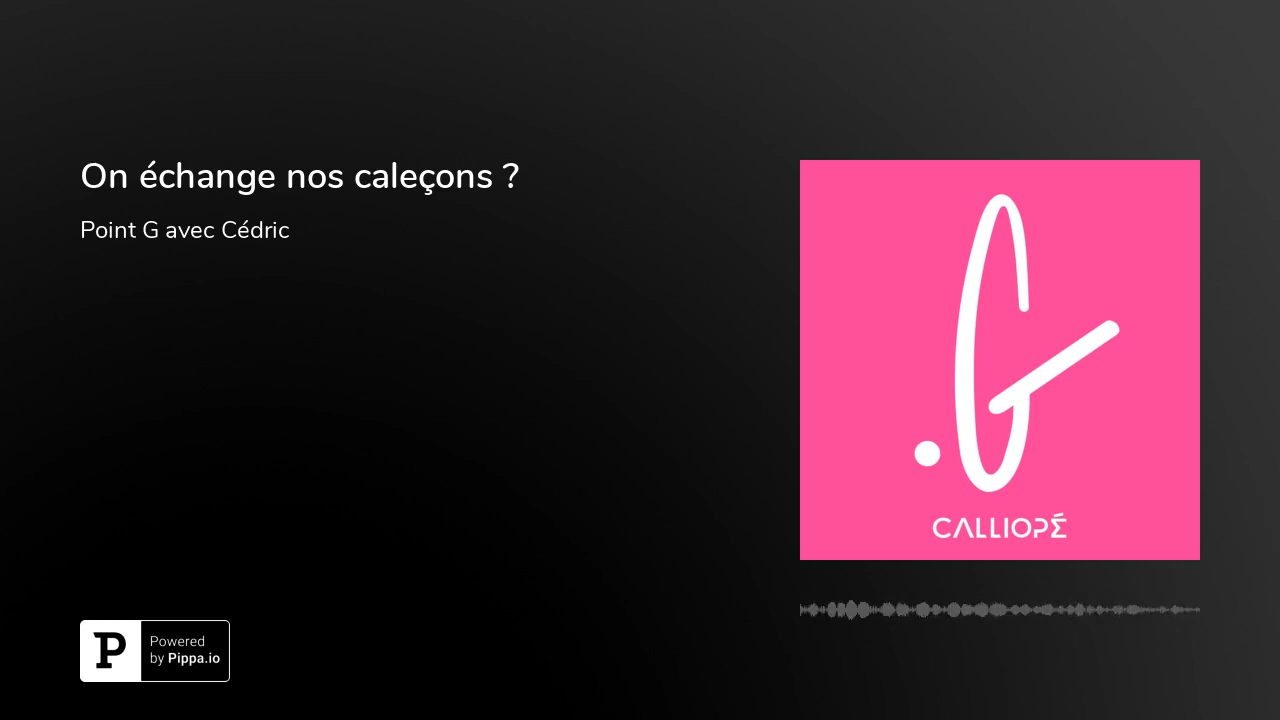 On échange nos caleçons ?
Point G avec Cédric
.G
CALLIOPÉ
P
Powered
by Pippa.io